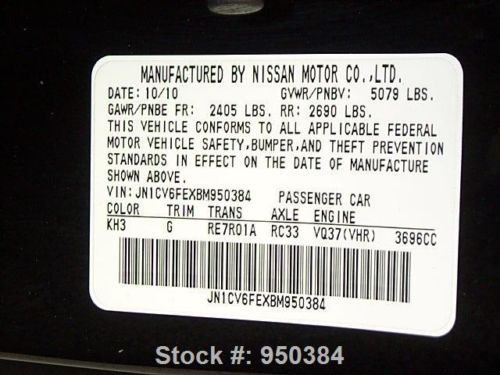 MANUFACTURED BY NISSAN MOTOR CO.,LTD.
DATE: 10/10 GVWR/PNBV: 5079 LBS.
GAWR/PNBE FR: 2405 LBS. RR: 2690 LBS.
THIS VEHICLE CONFORMS TO ALL APPLICABLE FEDERAL
MOTOR VEHICLE SAFETY,BUMPER,AND THEFT PREVENTION
STANDARDS IN EFFECT ON THE DATE OF MANUFACTURE
SHOWN ABOVE.
VIN: JN1CV6FEXBM950384 PASSENGER CAR
COLOR TRIM TRANS AXLE ENGINE
KH3 G RE7R01A RC33 VQ37(VHR) 3696CC
JN1CV6FEXBM950384
Stock #: 950384